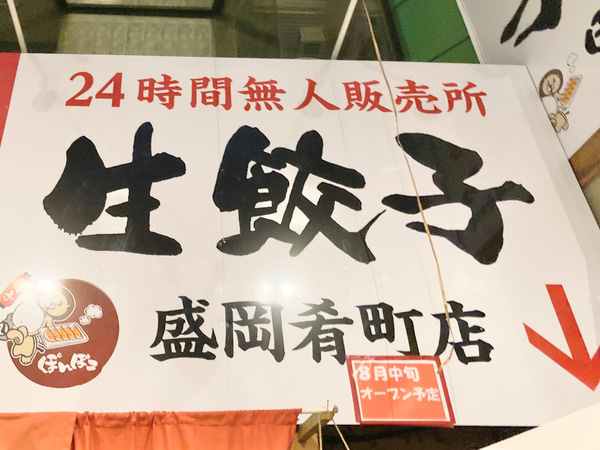 24時間無人販売所
生餃子
盛岡肴町店
ぽんぽこ
8月中旬
オープン予定